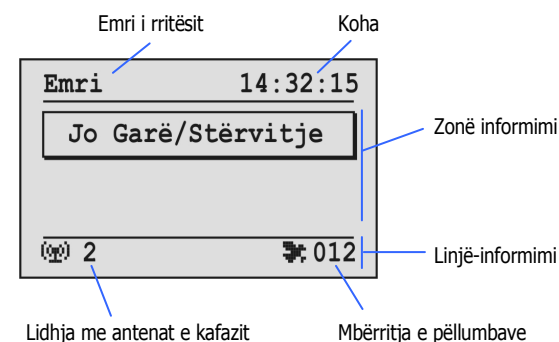 Emri i rritësit Koha
Emri 14:32:15
Jo Garë/Stërvitje
Zonë informimi
2 012
Linjë-informimi
Lidhja me antenat e kafazit Mbërritja e pëllumbave